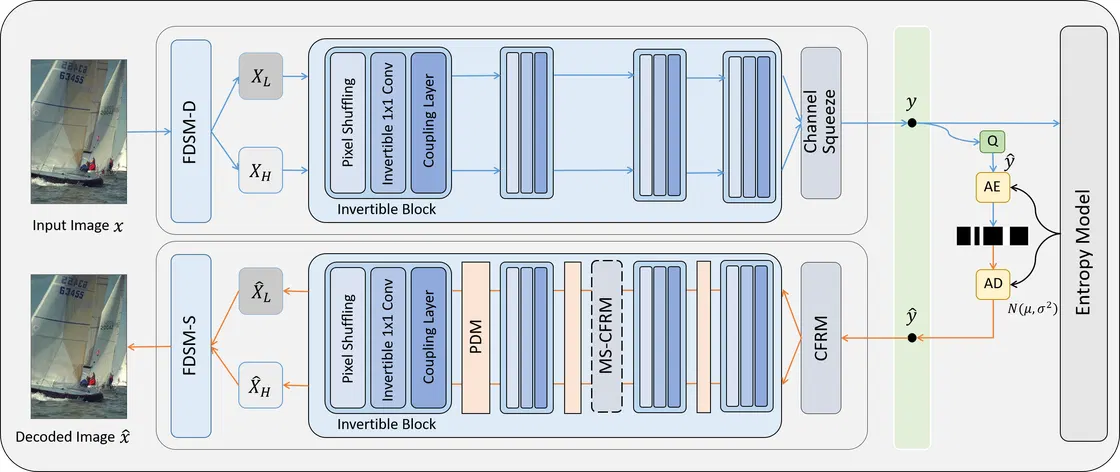 63455
Input Image x
FDSM-D
X_L
X_H
Pixel Shuffling
Invertible 1x1 Conv
Coupling Layer
Invertible Block
Channel
Squeeze
y
Q
ŷ
AE
AD
N(μ,σ²)
Entropy Model
63455
Decoded Image x̂
FDSM-S
X̂_L
X̂_H
Pixel Shuffling
Invertible 1x1 Conv
Coupling Layer
Invertible Block
PDM
MS-CFRM
CFRM
ŷ